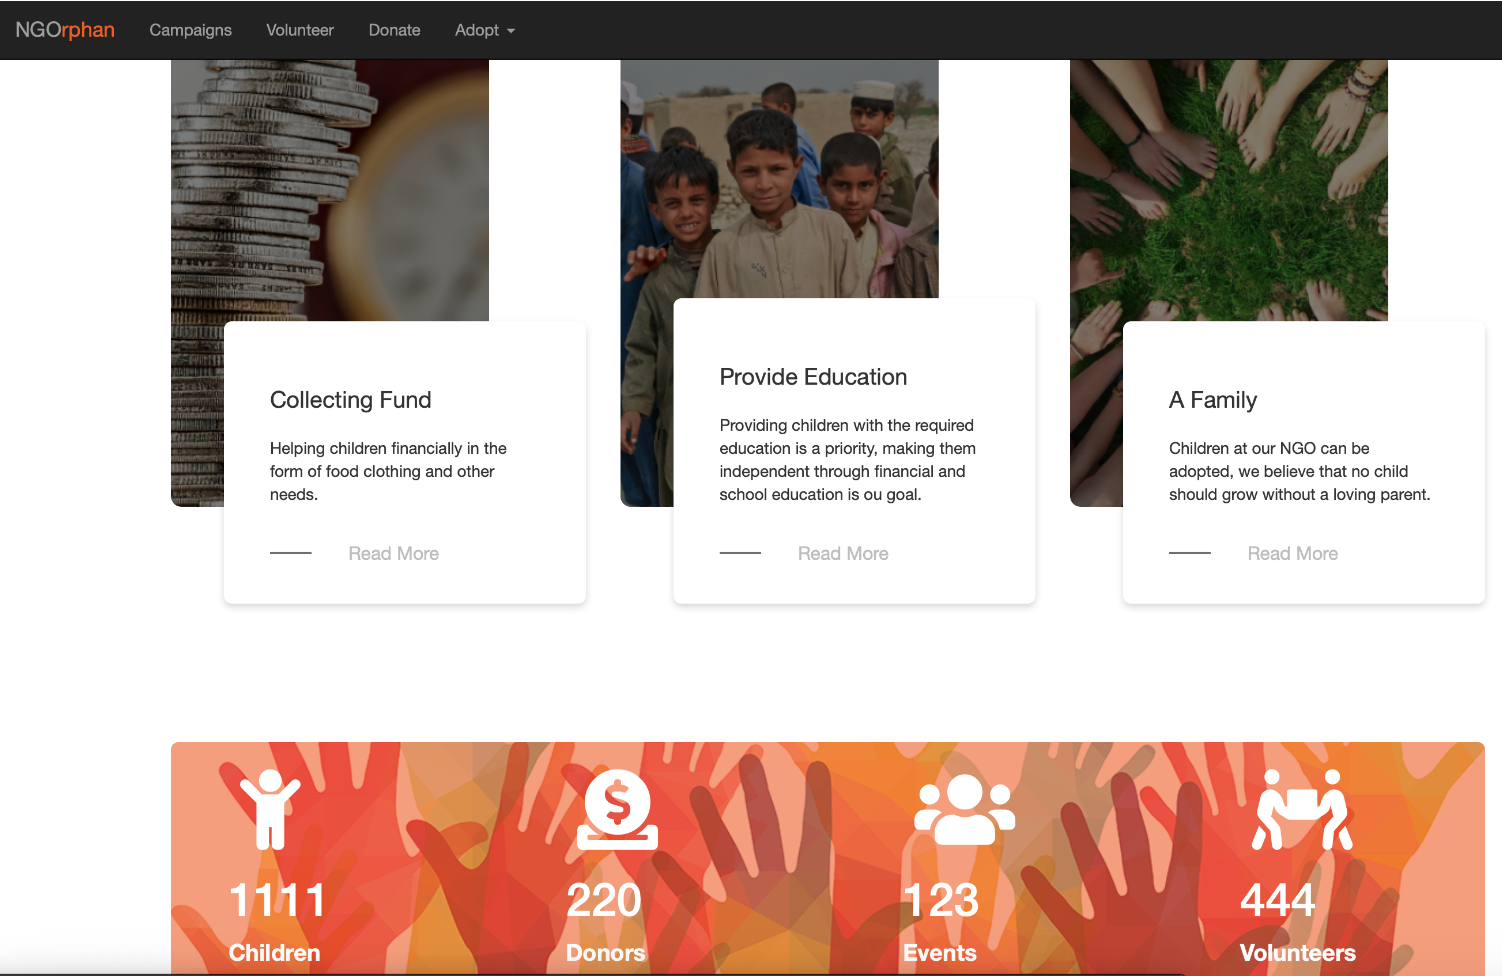 NGOrphan Campaigns Volunteer Donate Adopt
Collecting Fund
Helping children financially in the
form of food clothing and other
needs.
Read More
Provide Education
Providing children with the required
education is a priority, making them
independent through financial and
school education is ou goal.
Read More
A Family
Children at our NGO can be
adopted, we believe that no child
should grow without a loving parent.
Read More
1111
Children
220
Donors
123
Events
444
Volunteers